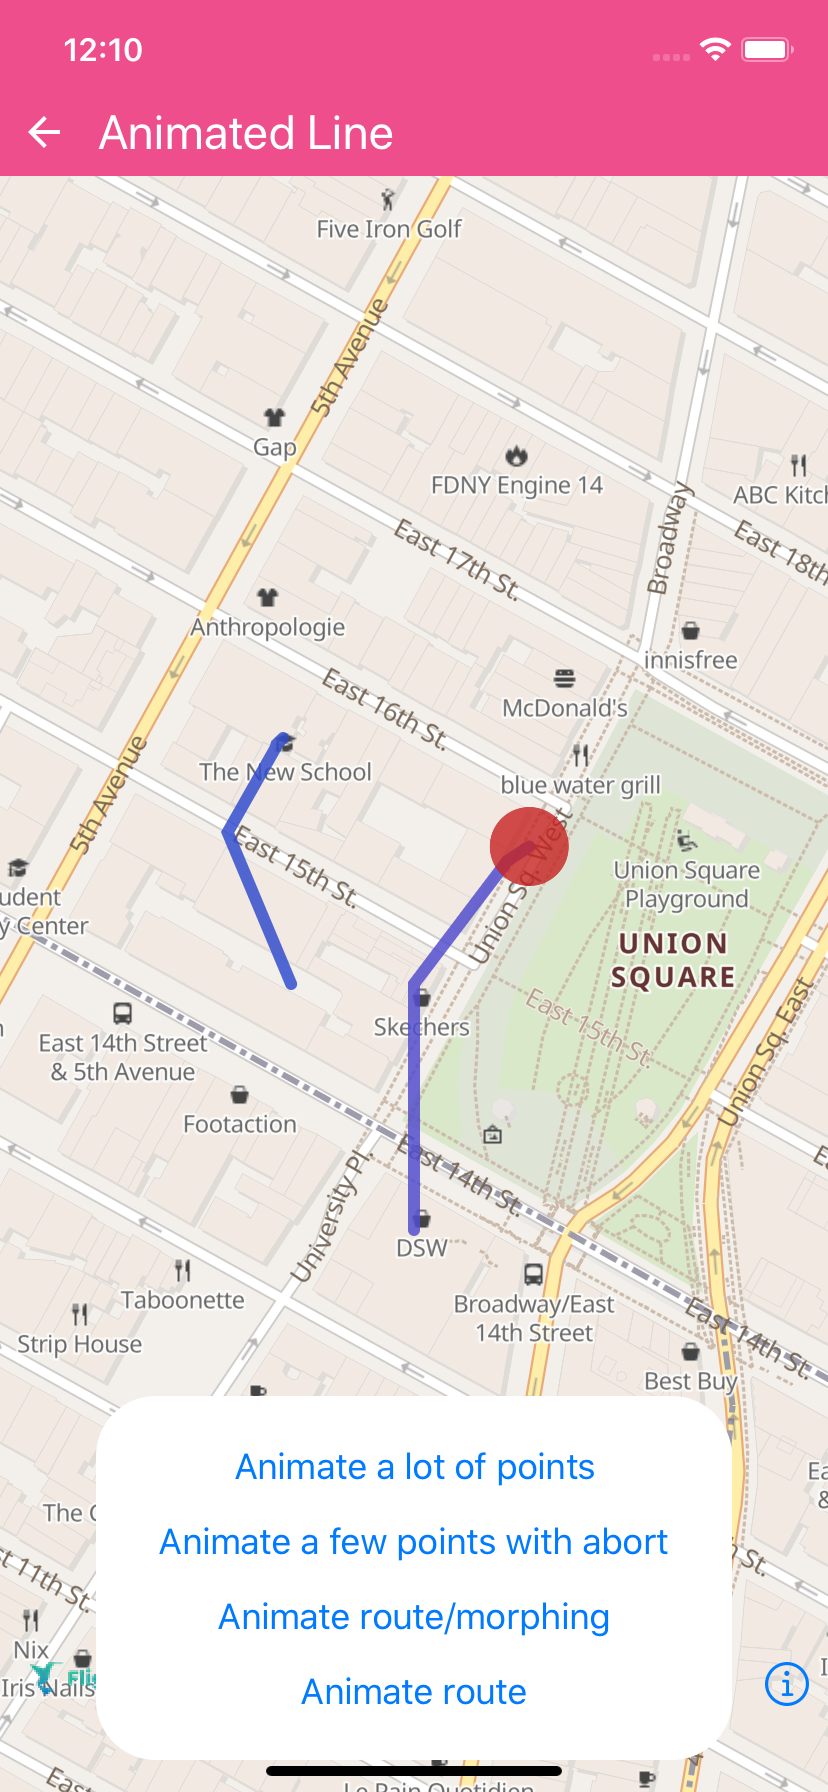 12:10
Animated Line
Five Iron Golf
5th Avenue
Gap
FDNY Engine 14
ABC Kitch
East 17th St.
Broadway
East 18th
Anthropologie
innisfree
East 16th St.
McDonald's
The New School
blue water grill
5th Avenue
East 15th St.
Union Sq. West
Union Square
Playground
udent
y Center
UNION
SQUARE
East 15th St.
Skechers
East 14th Street
& 5th Avenue
Union Sq. East
Footaction
East 14th St.
University Pl.
DSW
Taboonette
Broadway/East
14th Street
Strip House
East 14th St.
Best Buy
Animate a lot of points
Ea
&
The C
Animate a few points with abort
St.
t 11th St.
Animate route/morphing
Nix
Iris Nails
Animate route
East
Le Pain Quotidien